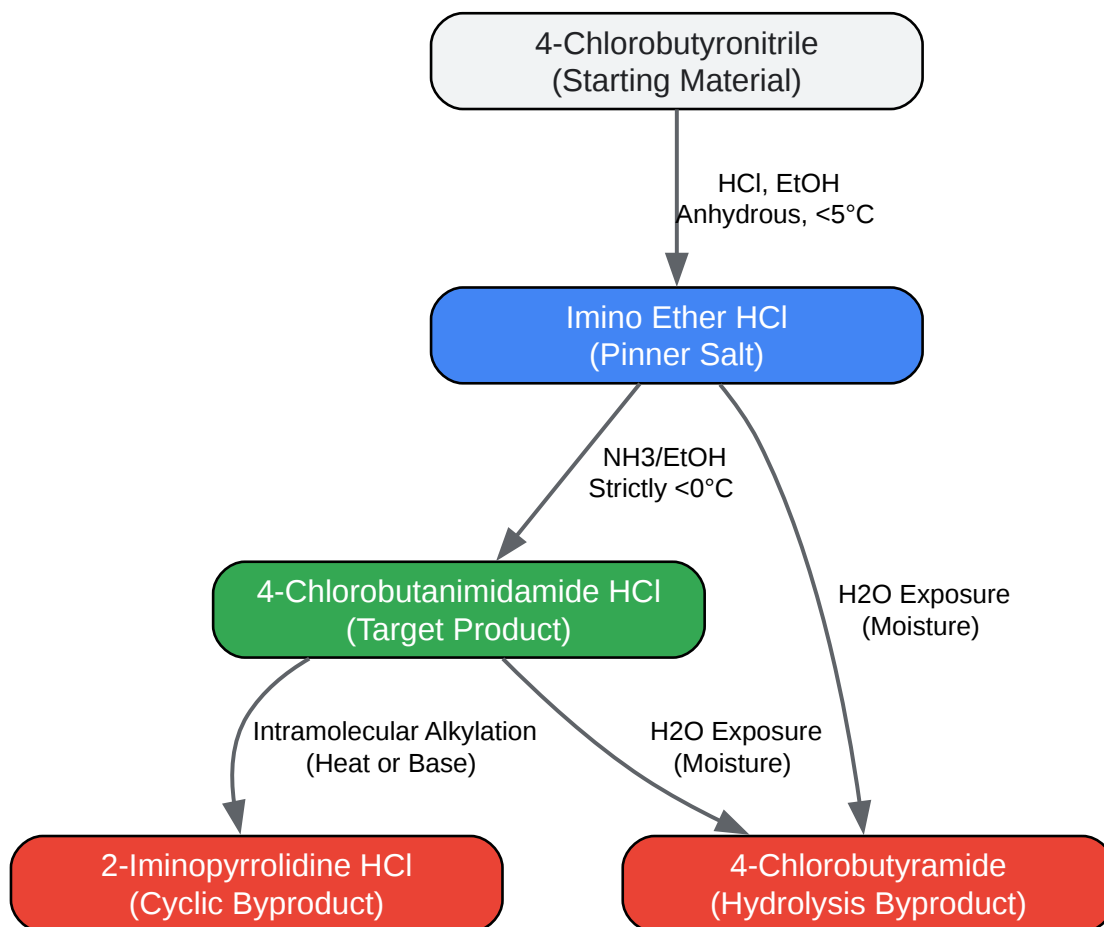 4-Chlorobutyronitrile
(Starting Material)
HCl, EtOH
Anhydrous, <5°C
Imino Ether HCl
(Pinner Salt)
NH3/EtOH
Strictly <0°C
H2O Exposure
(Moisture)
4-Chlorobutanimidamide HCl
(Target Product)
Intramolecular Alkylation
(Heat or Base)
H2O Exposure
(Moisture)
2-Iminopyrrolidine HCl
(Cyclic Byproduct)
4-Chlorobutyramide
(Hydrolysis Byproduct)